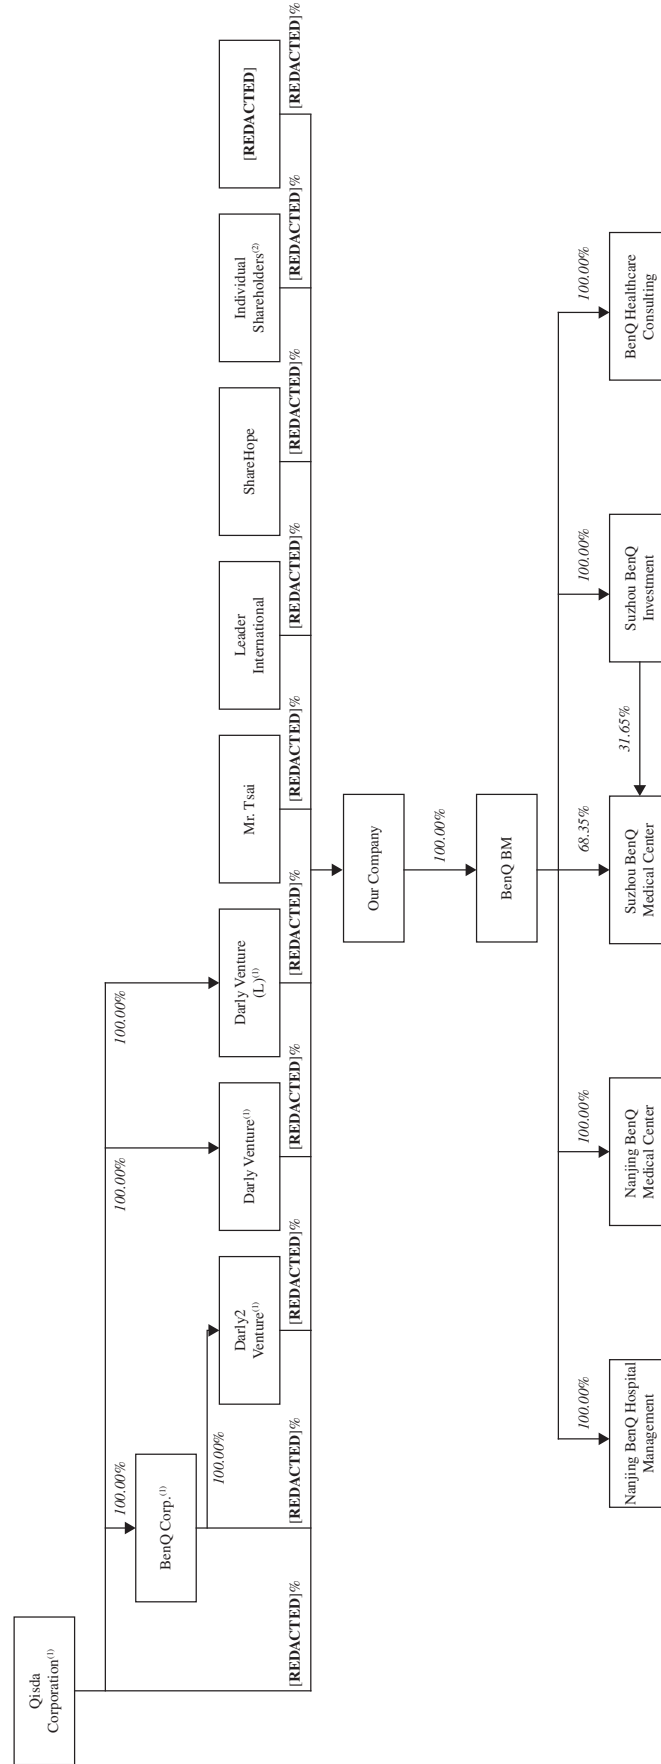 Qisda
Corporation(1)
100.00%
100.00%
100.00%
BenQ Corp.(1)
100.00%
Darly2
Venture(1)
Darly Venture(1)
Darly Venture
(L)(1)
Mr. Tsai
Leader
International
ShareHope
Individual
Shareholders(2)
[REDACTED]
[REDACTED]%
[REDACTED]%
[REDACTED]%
[REDACTED]%
[REDACTED]%
[REDACTED]%
[REDACTED]%
[REDACTED]%
[REDACTED]%
[REDACTED]%
Our Company
100.00%
BenQ BM
100.00%
100.00%
68.35%
100.00%
100.00%
Nanjing BenQ Hospital
Management
Nanjing BenQ
Medical Center
Suzhou BenQ
Medical Center
31.65%
Suzhou BenQ
Investment
BenQ Healthcare
Consulting